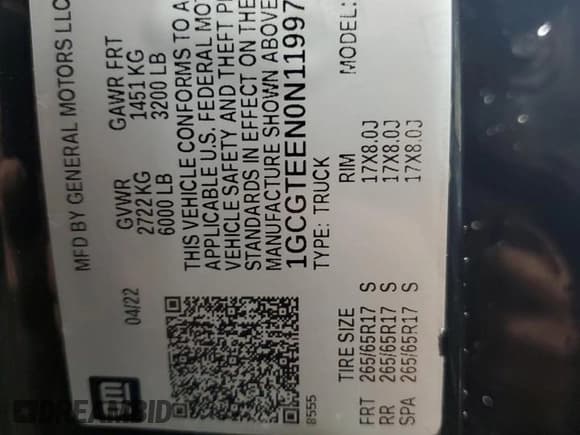 MFD BY GENERAL MOTORS LLC
04/22
GVWR
2722 KG
6000 LB
GAWR FRT
1451 KG
3200 LB
THIS VEHICLE CONFORMS TO A
APPLICABLE U.S. FEDERAL MOT
VEHICLE SAFETY AND THEFT P
STANDARDS IN EFFECT ON THE
MANUFACTURE SHOWN ABOVE
1GCGTEEN0N11997
TYPE: TRUCK
MODEL:
8555
TIRE SIZE RIM
FRT 265/65R17 S 17X8.0J
RR 265/65R17 S 17X8.0J
SPA 265/65R17 S 17X8.0J
gm
DREAMBID